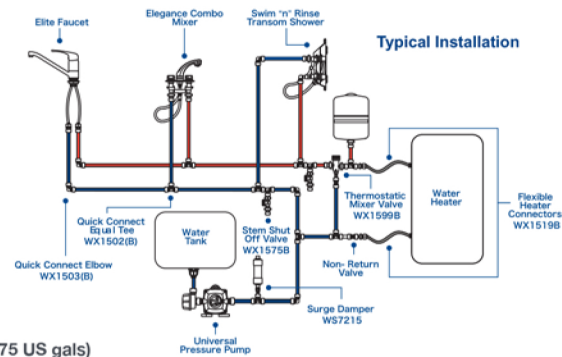 Elite Faucet
Elegance Combo
Mixer
Swim "n" Rinse
Transom Shower
Typical Installation
Thermostatic
Mixer Valve
WX1599B
Water
Heater
Flexible
Heater
Connectors
WX1519B
Quick Connect
Equal Tee
WX1502(B)
Water
Tank
Stem Shut
Off Valve
WX1575B
Quick Connect Elbow
WX1503(B)
Non- Return
Valve
Surge Damper
WS7215
Universal
Pressure Pump
75 US gals)